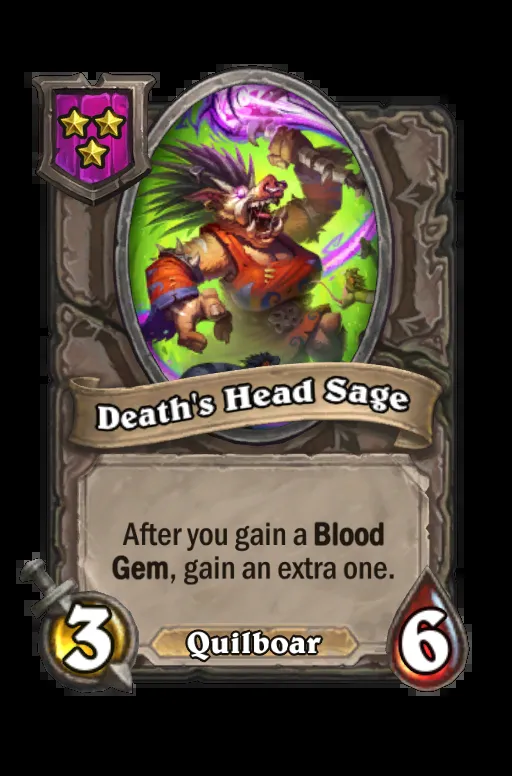 Death's Head Sage
After you gain a Blood
Gem, gain an extra one.
3
Quilboar
6